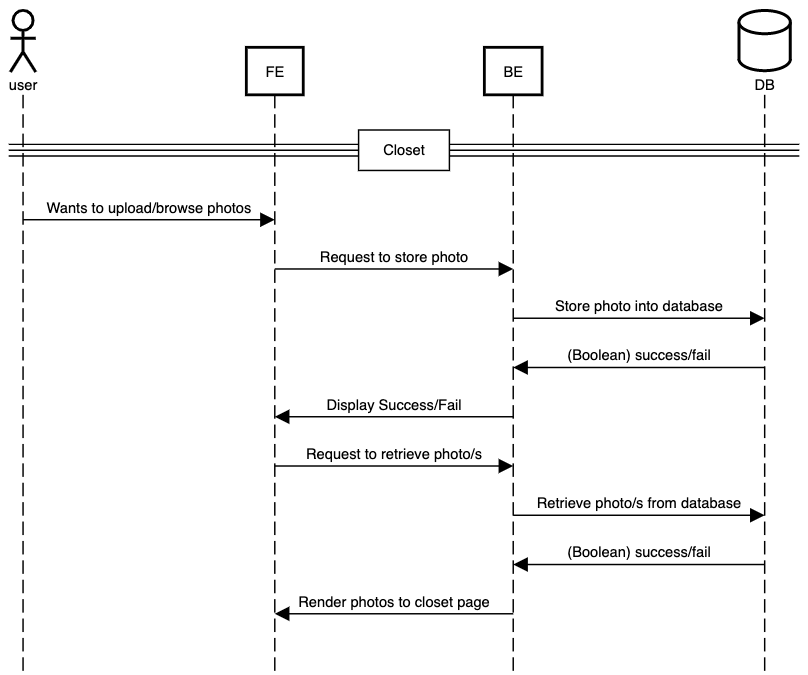 FE
BE
user
DB
Closet
Wants to upload/browse photos
Request to store photo
Store photo into database
(Boolean) success/fail
Display Success/Fail
Request to retrieve photo/s
Retrieve photo/s from database
(Boolean) success/fail
Render photos to closet page